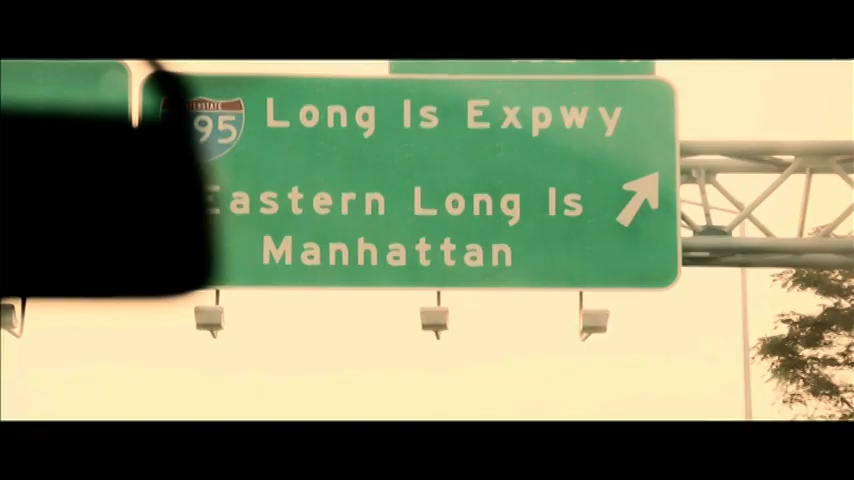 INTERSTATE
95
Long Is Expwy
Eastern Long Is
Manhattan